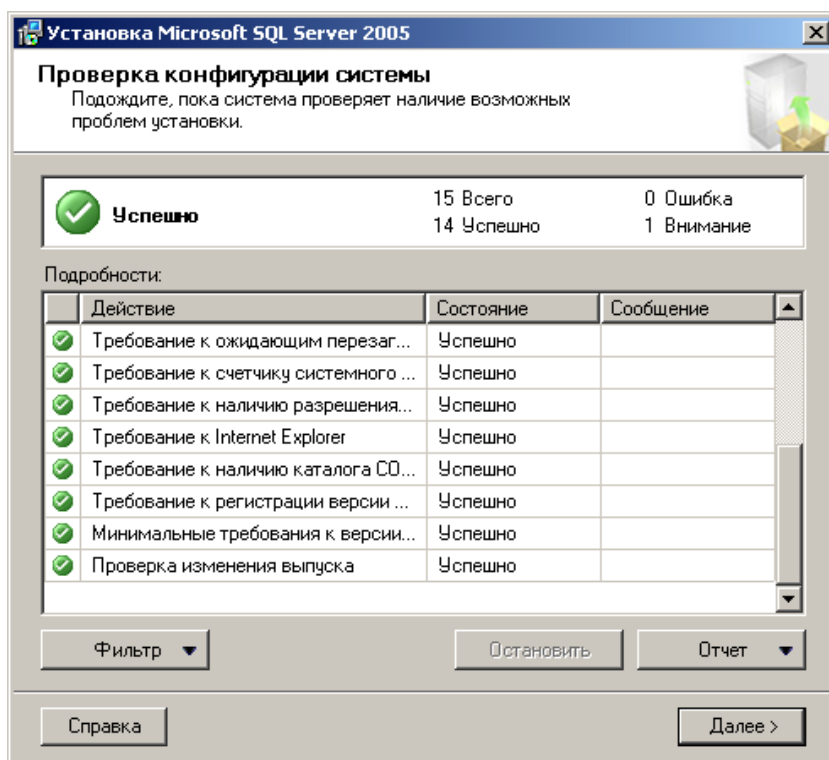 Установка Microsoft SQL Server 2005
Проверка конфигурации системы
Подождите, пока система проверяет наличие возможных
проблем установки.
Успешно
15 Всего
0 Ошибка
14 Успешно
1 Внимание
Подробности:
Действие Состояние Сообщение
Требование к ожидающим перезаг... Успешно
Требование к счетчику системного ... Успешно
Требование к наличию разрешения... Успешно
Требование к Internet Explorer Успешно
Требование к наличию каталога CO... Успешно
Требование к регистрации версии ... Успешно
Минимальные требования к версии... Успешно
Проверка изменения выпуска Успешно
Фильтр Остановить Отчет
Справка Далее >